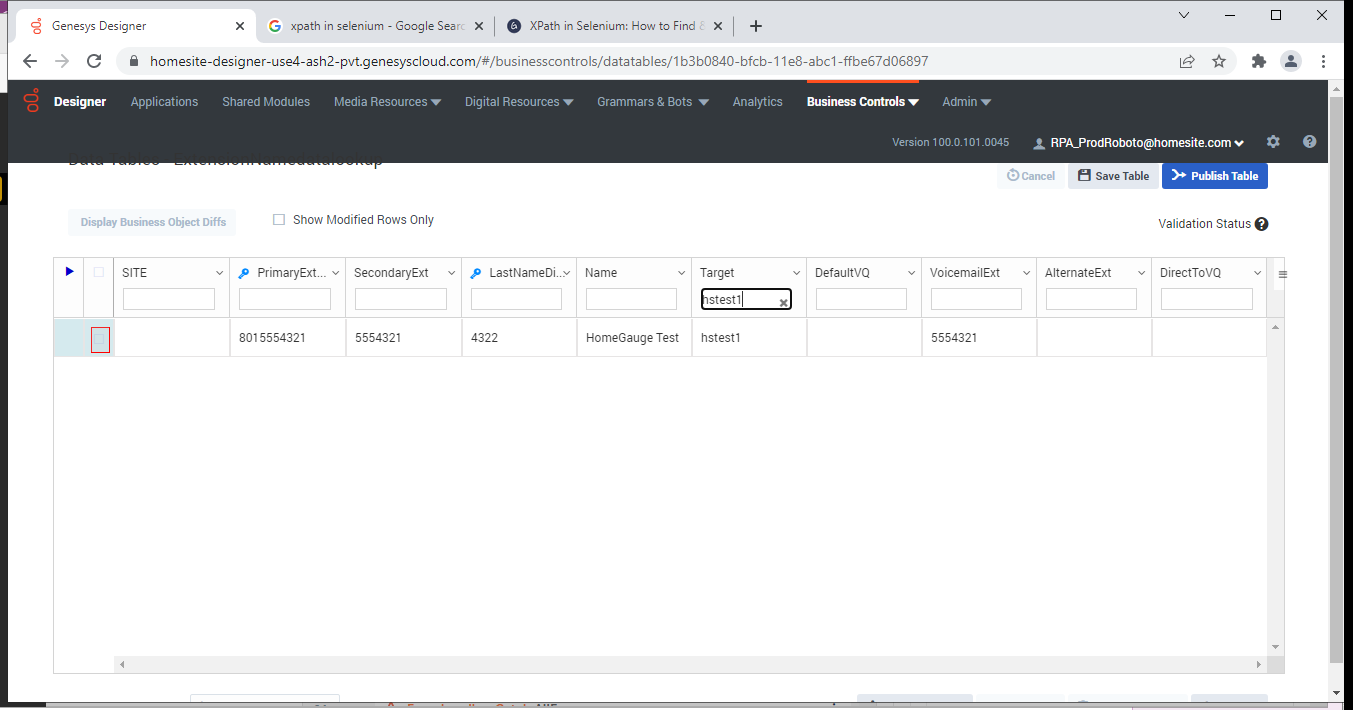 Genesys Designer
xpath in selenium - Google Searc
XPath in Selenium: How to Find &
homesite-designer-use4-ash2-pvt.genesyscloud.com/#/businesscontrols/datatables/1b3b0840-bfcb-11e8-abc1-ffbe67d06897
Designer Applications Shared Modules Media Resources Digital Resources Grammars & Bots Analytics Business Controls Admin
Version 100.0.101.0045 RPA_ProdRoboto@homesite.com
Data Tables - ExtensionNamedatalookup
Cancel Save Table Publish Table
Display Business Object Diffs Show Modified Rows Only Validation Status
SITE PrimaryExt... SecondaryExt LastNameDi... Name Target DefaultVQ VoicemailExt AlternateExt DirectToVQ
hstest1
8015554321 5554321 4322 HomeGauge Test hstest1 5554321